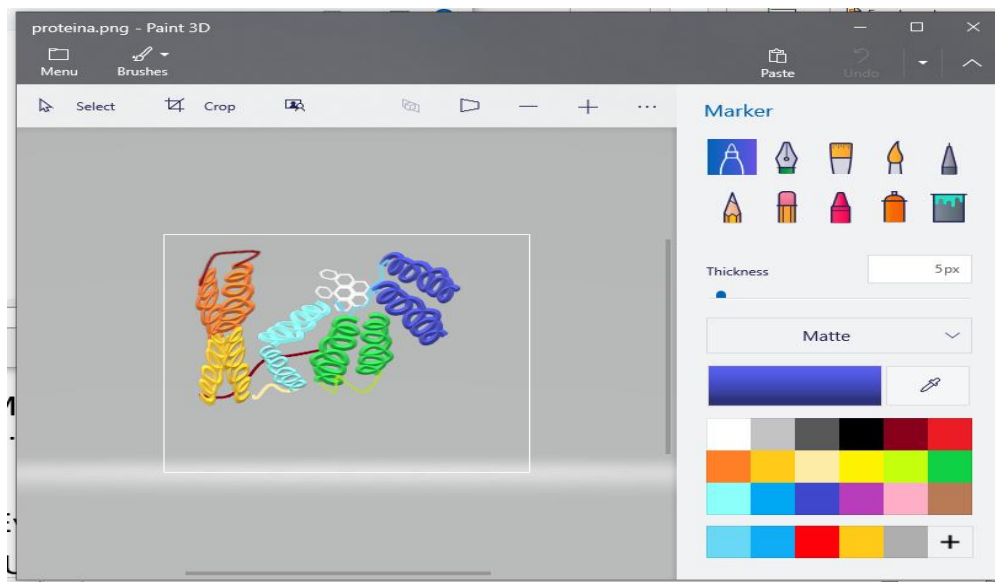 proteina.png - Paint 3D
Menu
Brushes
Paste
Undo
Select
Crop
Marker
Thickness
5px
Matte